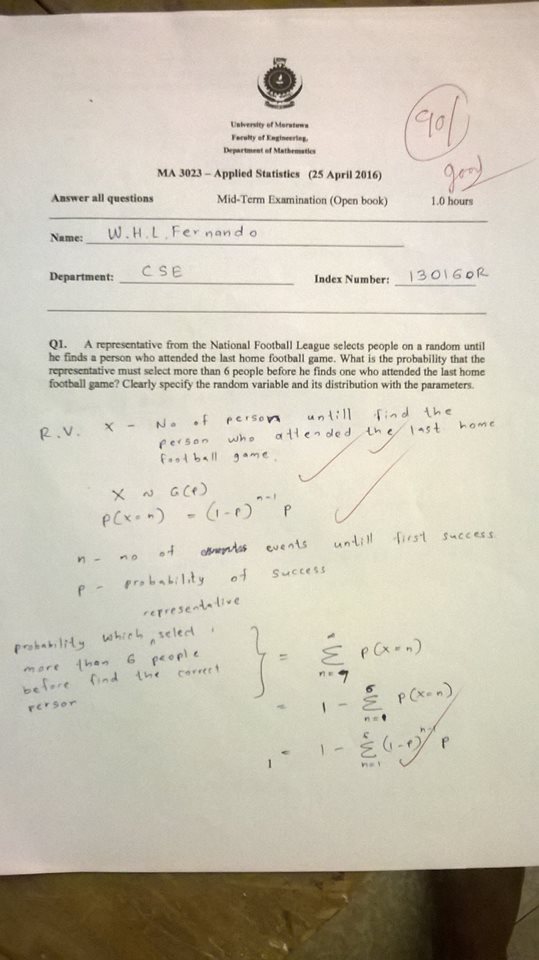 University of Moratuwa
Faculty of Engineering,
Department of Mathematics
90/
good
MA 3023 – Applied Statistics (25 April 2016)
Answer all questions Mid-Term Examination (Open book) 1.0 hours
Name: W.H.L. Fernando
Department: CSE Index Number: 130160R
Q1. A representative from the National Football League selects people on a random until
he finds a person who attended the last home football game. What is the probability that the
representative must select more than 6 people before he finds one who attended the last home
football game? Clearly specify the random variable and its distribution with the parameters.
R.V. X - No of person untill find the
person who attended the last home
football game.
X ~ G(p)
P(X=n) = (1-p)^n-1 p
n - no of events untill first success
p - probability of success
representative
probability which select
more than 6 people
before find the correct
person
} = ∞ Σ n=7 P(X=n)
= 1 - 6 Σ n=1 P(X=n)
= 1 - 6 Σ n=1 (1-p)^n-1 p
1